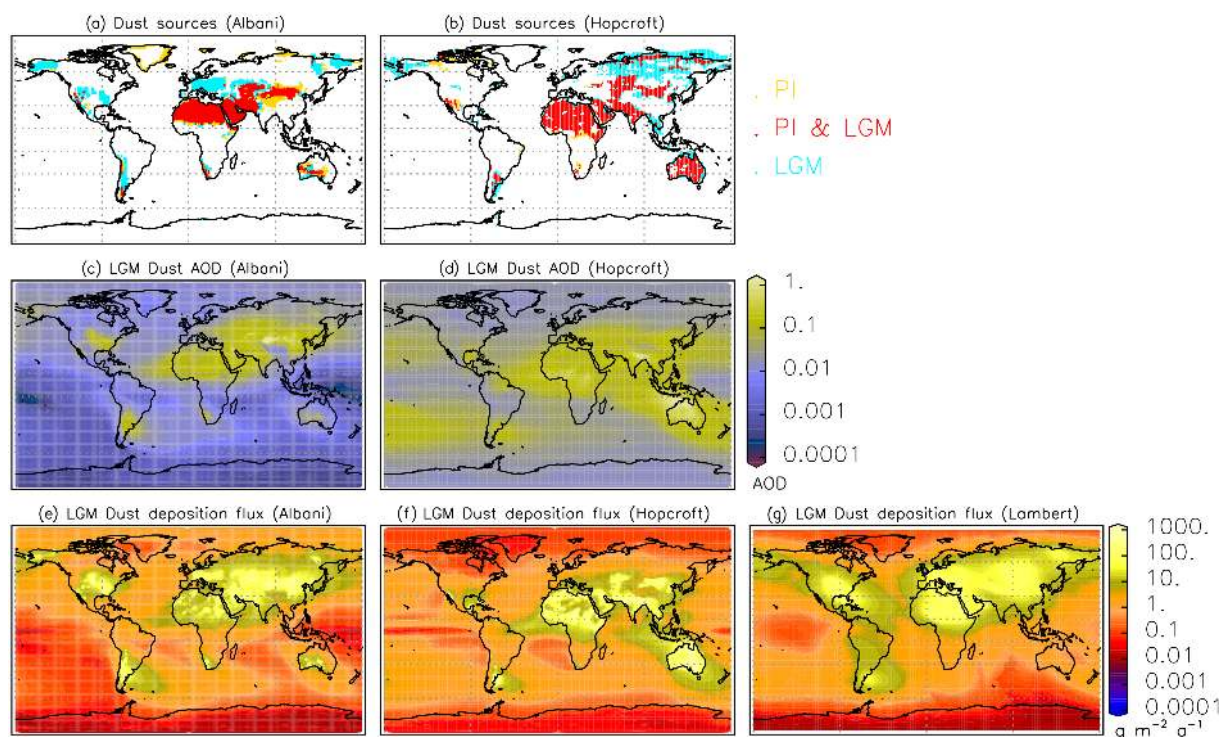 (a) Dust sources (Albani)
(b) Dust sources (Hopcroft)
. PI
. PI & LGM
. LGM
(c) LGM Dust AOD (Albani)
(d) LGM Dust AOD (Hopcroft)
1.
0.1
0.01
0.001
0.0001
AOD
(e) LGM Dust deposition flux (Albani)
(f) LGM Dust deposition flux (Hopcroft)
(g) LGM Dust deposition flux (Lambert)
1000.
100.
10.
1.
0.1
0.01
0.001
0.0001
g m⁻² a⁻¹